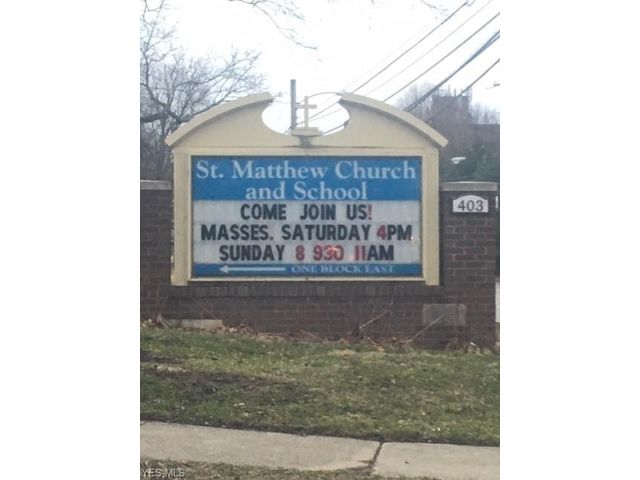 St. Matthew Church
and School
COME JOIN US!
MASSES. SATURDAY 4PM
SUNDAY 8 930 11AM
ONE BLOCK EAST
403
YES-MLS